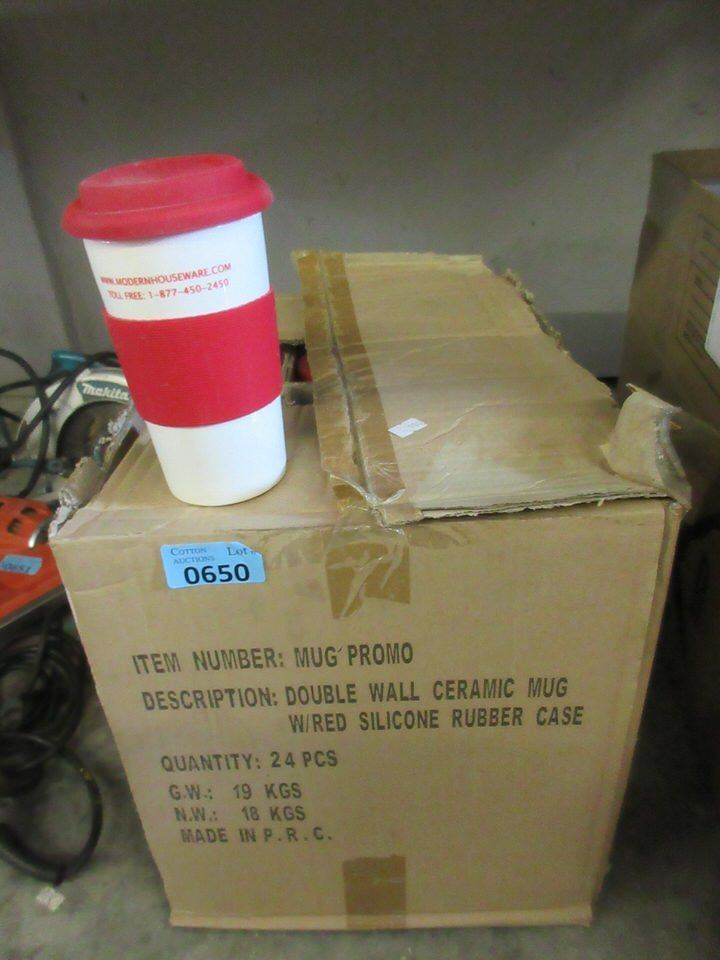 WWW.MODERNHOUSEWARE.COM
TOLL FREE: 1-877-450-2450
makita
COTTON
AUCTIONS
Lot #
0650
ITEM NUMBER: MUG PROMO
DESCRIPTION: DOUBLE WALL CERAMIC MUG
W/RED SILICONE RUBBER CASE
QUANTITY: 24 PCS
G.W.: 19 KGS
N.W.: 18 KGS
MADE IN P.R.C.